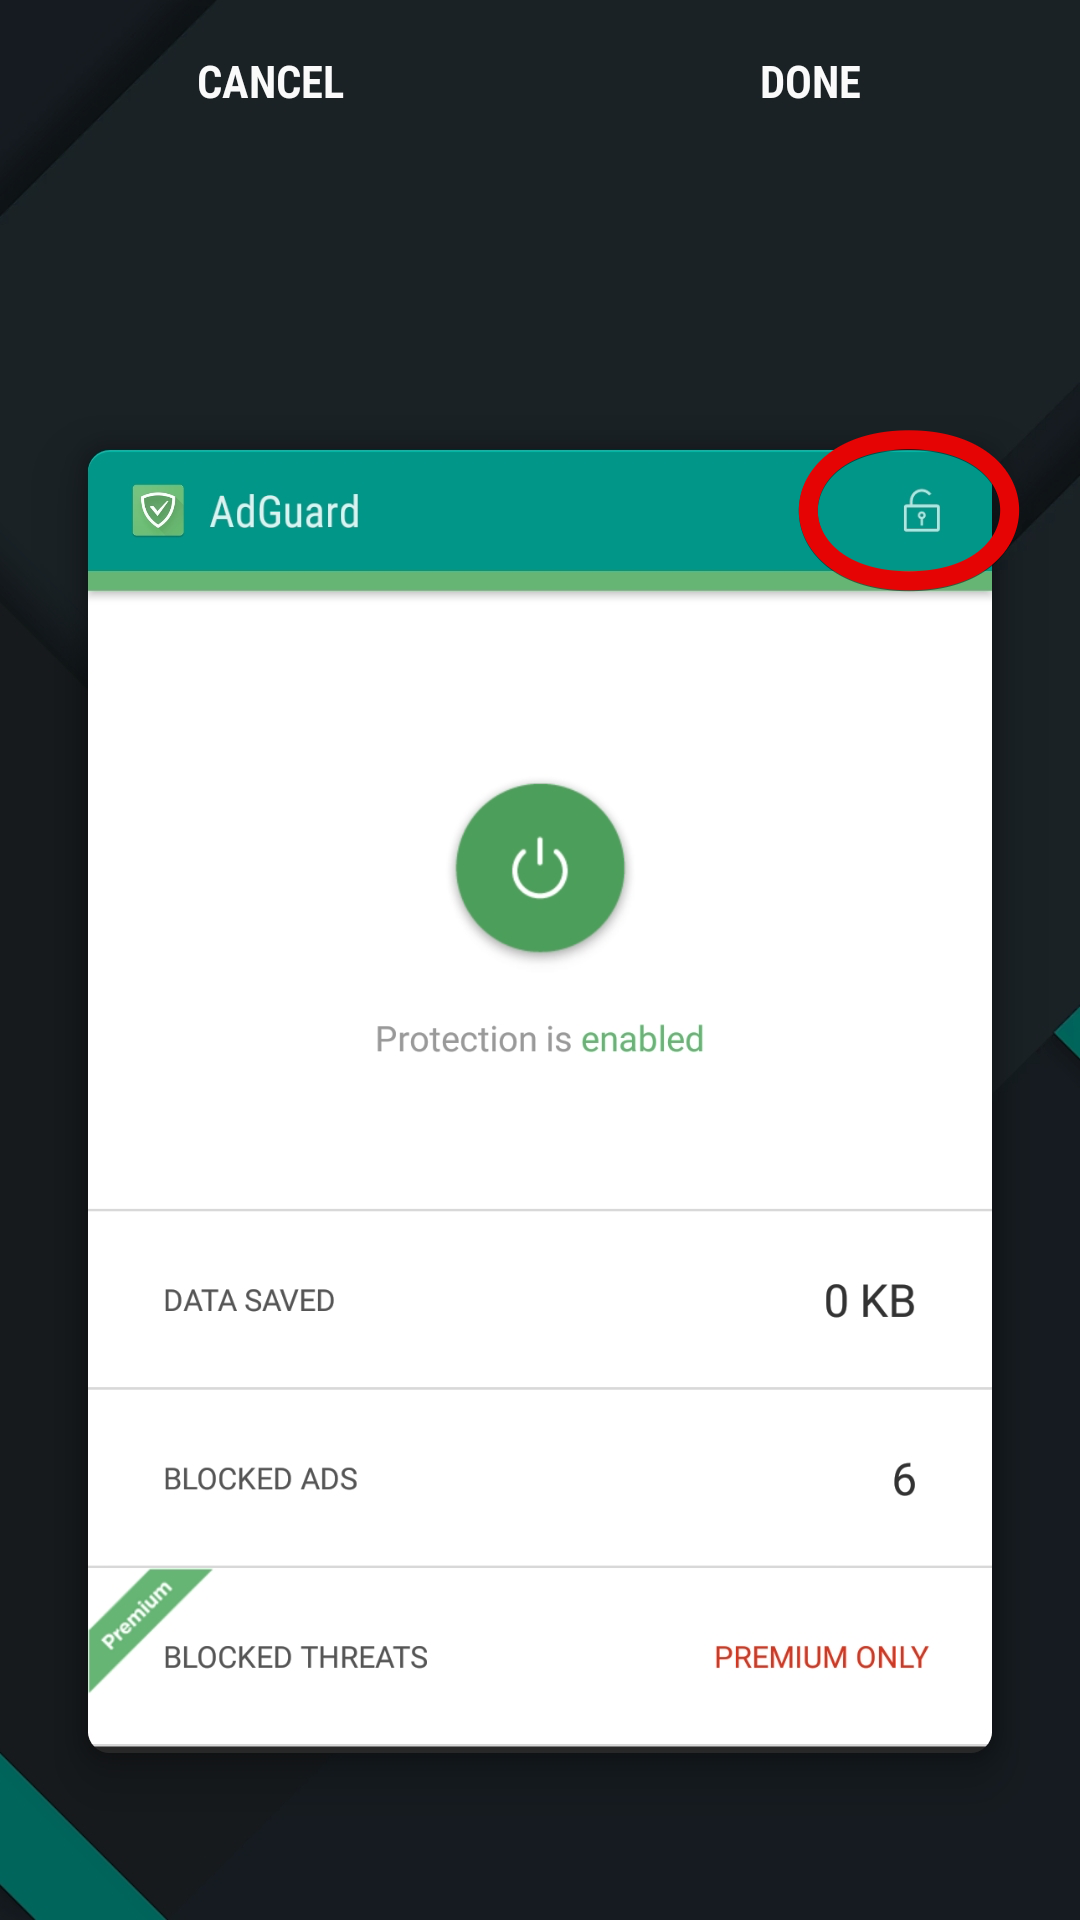 CANCEL DONE
AdGuard
Protection is enabled
DATA SAVED 0 KB
BLOCKED ADS 6
Premium
BLOCKED THREATS PREMIUM ONLY